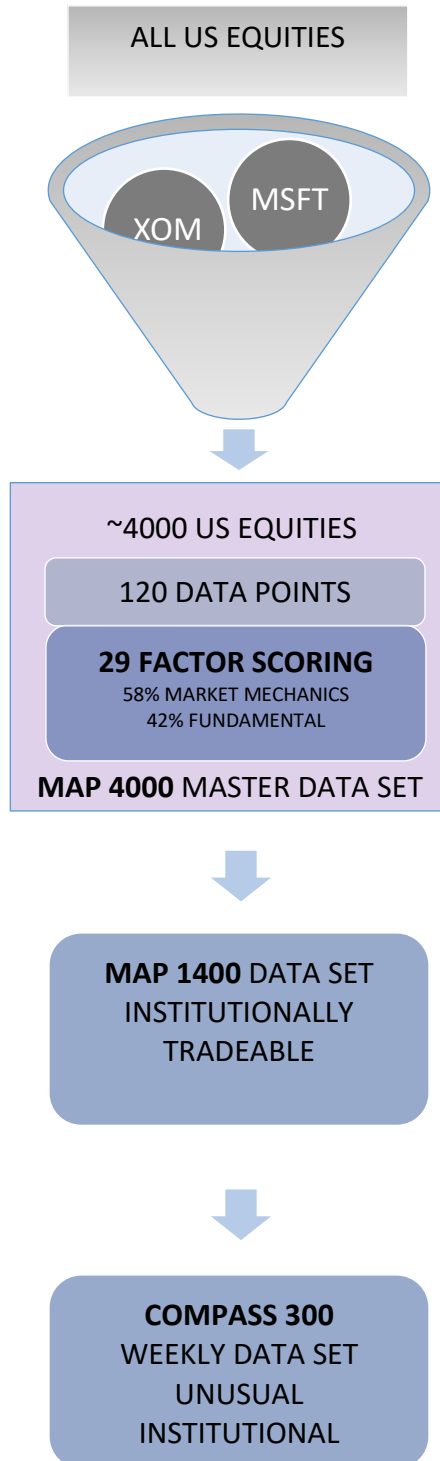 ALL US EQUITIES
MSFT
XOM
~4000 US EQUITIES
120 DATA POINTS
29 FACTOR SCORING
58% MARKET MECHANICS
42% FUNDAMENTAL
MAP 4000 MASTER DATA SET
MAP 1400 DATA SET
INSTITUTIONALLY
TRADEABLE
COMPASS 300
WEEKLY DATA SET
UNUSUAL
INSTITUTIONAL